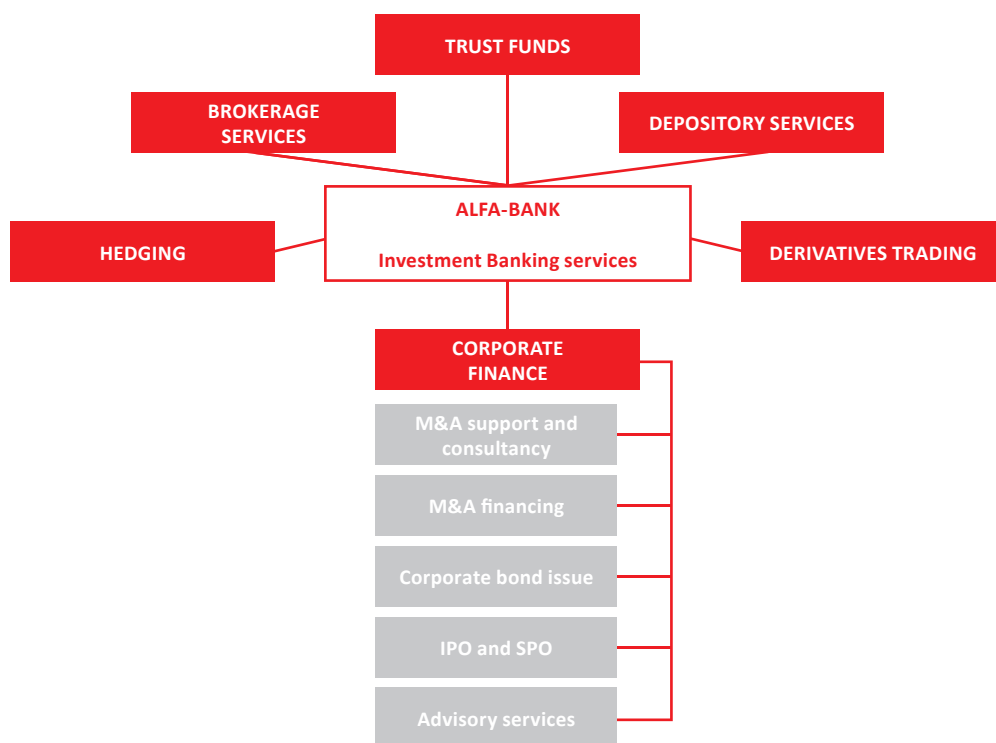 TRUST FUNDS
BROKERAGE
SERVICES
DEPOSITORY SERVICES
ALFA-BANK
Investment Banking services
HEDGING
DERIVATIVES TRADING
CORPORATE
FINANCE
M&A support and
consultancy
M&A financing
Corporate bond issue
IPO and SPO
Advisory services